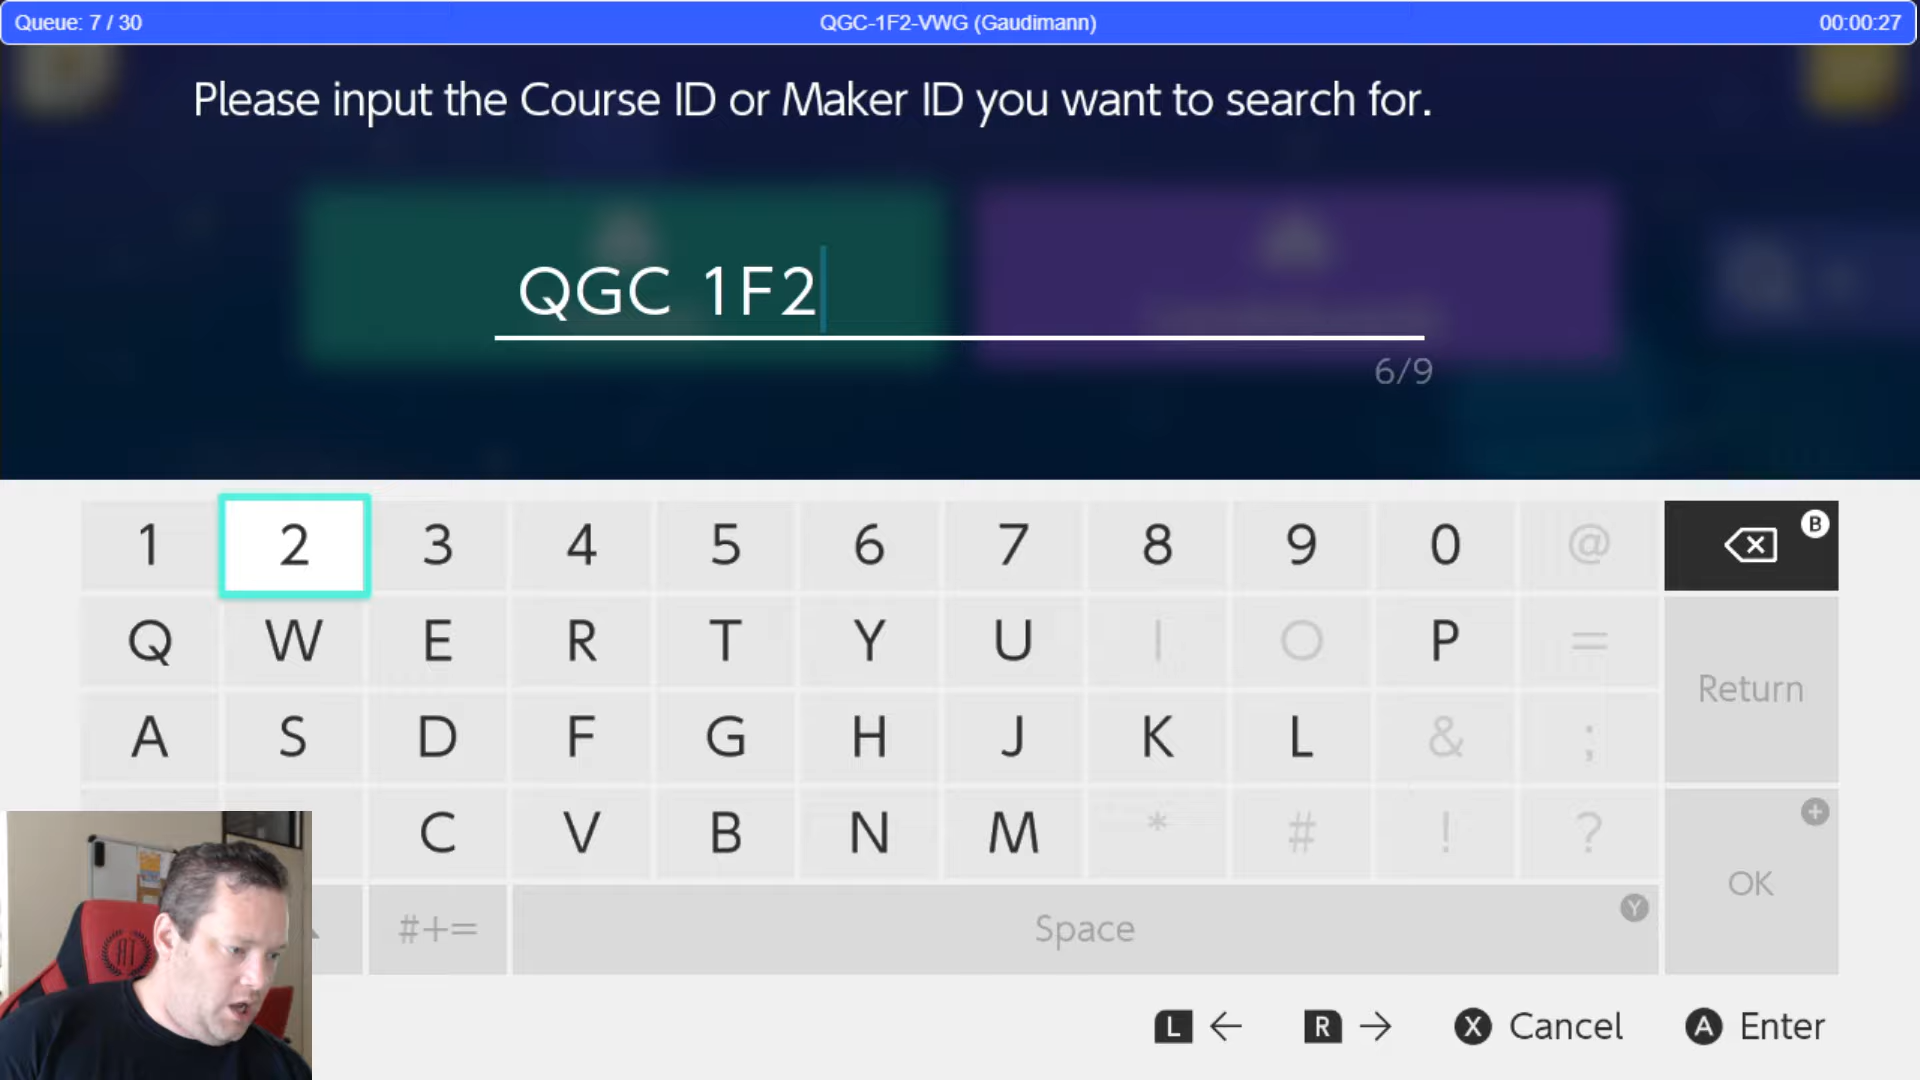 Queue: 7 / 30 QGC-1F2-VWG (Gaudimann) 00:00:27
Please input the Course ID or Maker ID you want to search for.
QGC 1F2
6/9
1 2 3 4 5 6 7 8 9 0 @ B
Q W E R T Y U I O P =
Return
A S D F G H J K L & ;
C V B N M * # ! ? +
OK
#+= Space Y
L ← R → X Cancel A Enter